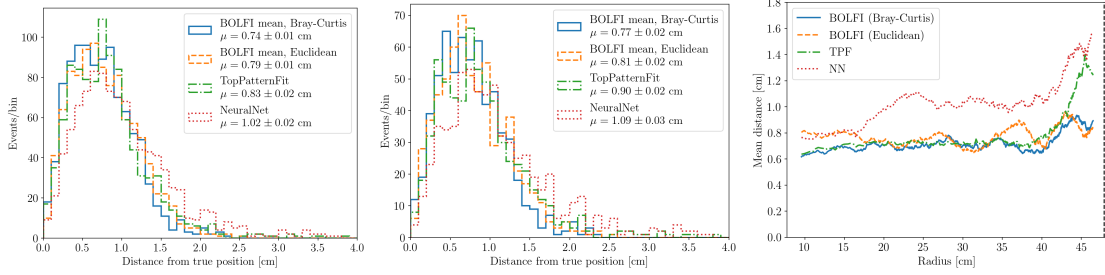 BOLFI mean, Bray-Curtis
μ = 0.74 ± 0.01 cm
BOLFI mean, Euclidean
μ = 0.79 ± 0.01 cm
TopPatternFit
μ = 0.83 ± 0.02 cm
NeuralNet
μ = 1.02 ± 0.02 cm
Events/bin
100
80
60
40
20
0
0.0 0.5 1.0 1.5 2.0 2.5 3.0 3.5 4.0
Distance from true position [cm]
BOLFI mean, Bray-Curtis
μ = 0.77 ± 0.02 cm
BOLFI mean, Euclidean
μ = 0.81 ± 0.02 cm
TopPatternFit
μ = 0.90 ± 0.02 cm
NeuralNet
μ = 1.09 ± 0.03 cm
Events/bin
70
60
50
40
30
20
10
0
0.0 0.5 1.0 1.5 2.0 2.5 3.0 3.5 4.0
Distance from true position [cm]
BOLFI (Bray-Curtis)
BOLFI (Euclidean)
TPF
NN
Mean distance [cm]
1.8
1.6
1.4
1.2
1.0
0.8
0.6
0.4
0.2
0.0
10 15 20 25 30 35 40 45
Radius [cm]